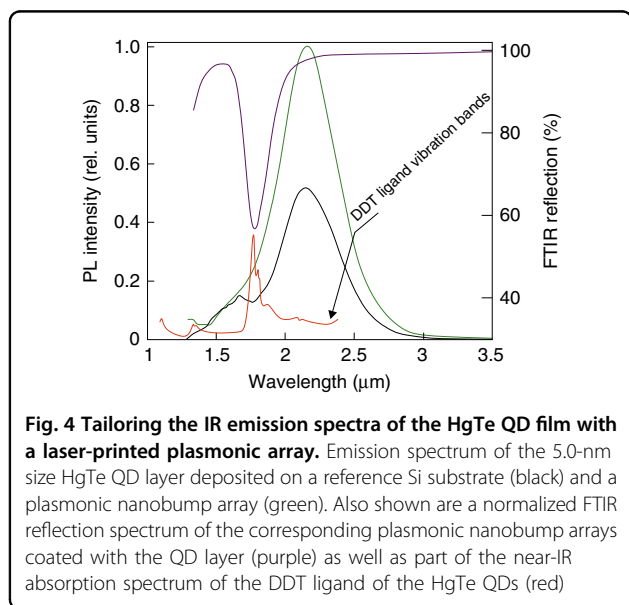 1.0
0.8
0.6
0.4
0.2
0
PL intensity (rel. units)
100
80
60
40
FTIR reflection (%)
DDT ligand vibration bands
1 1.5 2 2.5 3 3.5
Wavelength (μm)
Fig. 4 Tailoring the IR emission spectra of the HgTe QD film with
a laser-printed plasmonic array. Emission spectrum of the 5.0-nm
size HgTe QD layer deposited on a reference Si substrate (black) and a
plasmonic nanobump array (green). Also shown are a normalized FTIR
reflection spectrum of the corresponding plasmonic nanobump arrays
coated with the QD layer (purple) as well as part of the near-IR
absorption spectrum of the DDT ligand of the HgTe QDs (red)